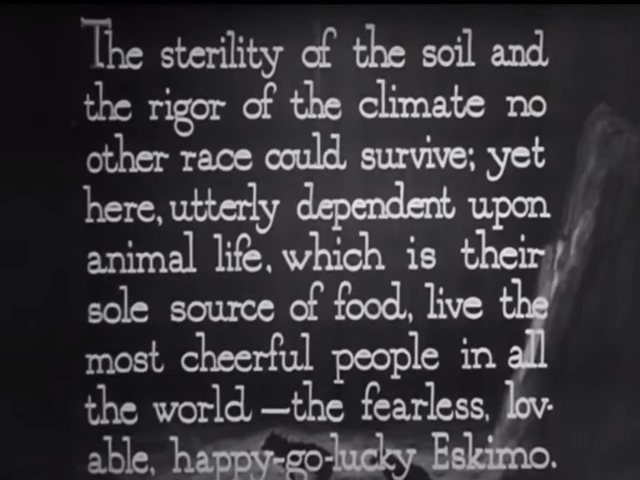 The sterility of the soil and
the rigor of the climate no
other race could survive; yet
here, utterly dependent upon
animal life, which is their
sole source of food, live the
most cheerful people in all
the world—the fearless, lov-
able, happy-go-lucky Eskimo.